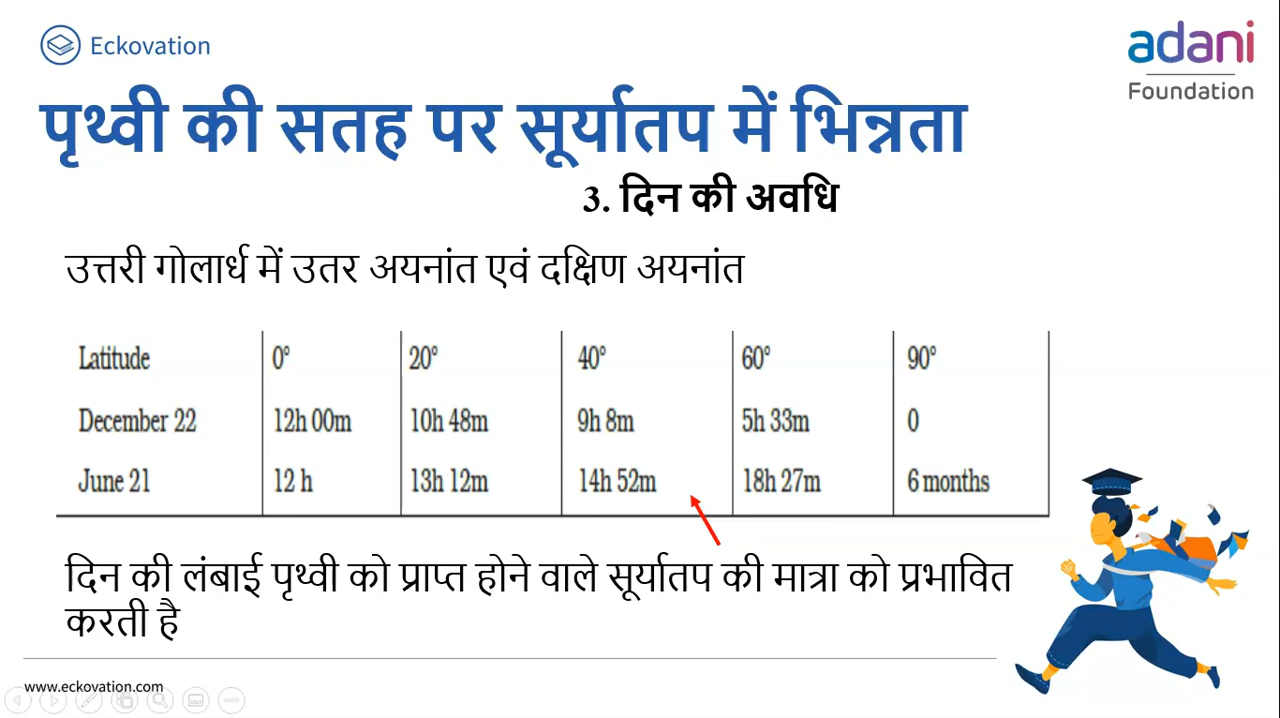 Eckovation
adani
Foundation
पृथ्वी की सतह पर सूर्यातप में भिन्नता
3. दिन की अवधि
उत्तरी गोलार्ध में उतर अयनांत एवं दक्षिण अयनांत
Latitude 0° 20° 40° 60° 90°
December 22 12h 00m 10h 48m 9h 8m 5h 33m 0
June 21 12 h 13h 12m 14h 52m 18h 27m 6 months
दिन की लंबाई पृथ्वी को प्राप्त होने वाले सूर्यातप की मात्रा को प्रभावित
करती है
www.eckovation.com